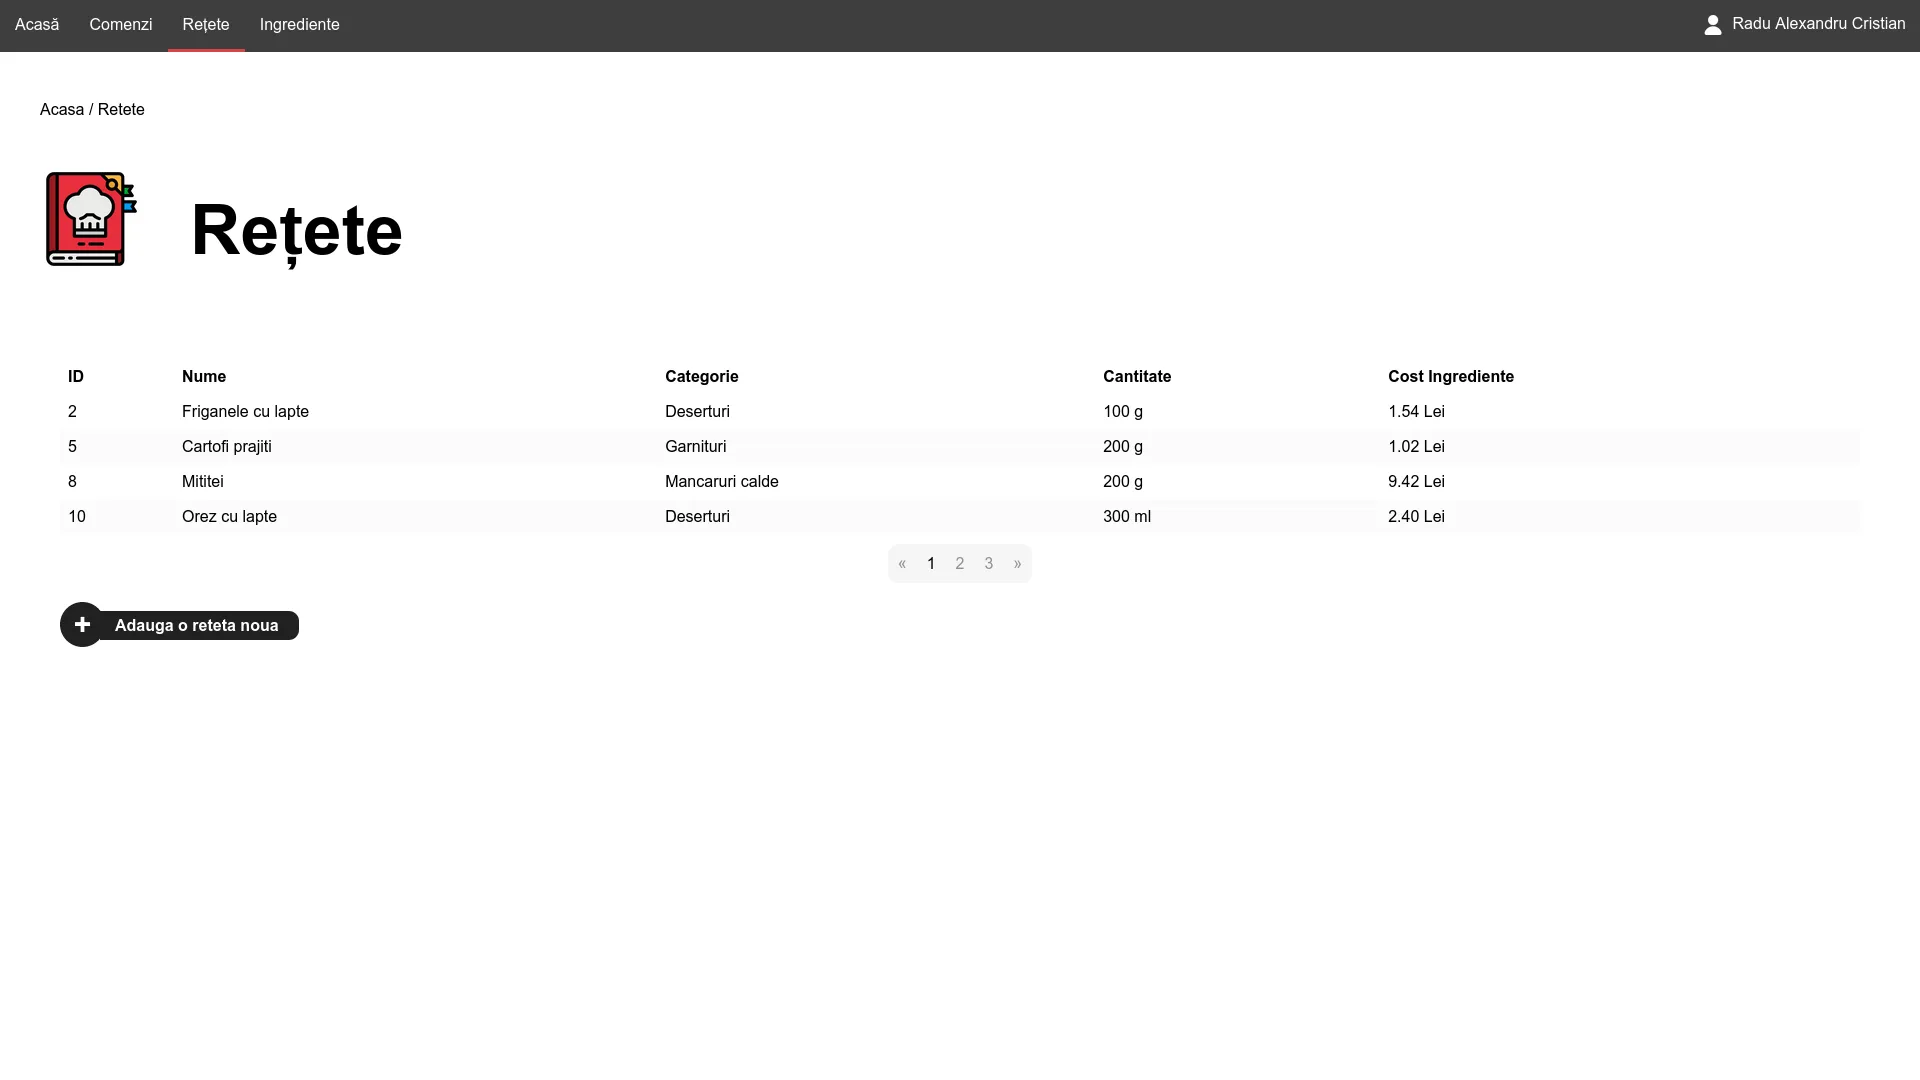 Acasă Comenzi Rețete Ingrediente Radu Alexandru Cristian
Acasa / Retete
Rețete
ID Nume Categorie Cantitate Cost Ingrediente
2 Friganele cu lapte Deserturi 100 g 1.54 Lei
5 Cartofi prajiti Garnituri 200 g 1.02 Lei
8 Mititei Mancaruri calde 200 g 9.42 Lei
10 Orez cu lapte Deserturi 300 ml 2.40 Lei
« 1 2 3 »
+ Adauga o reteta noua